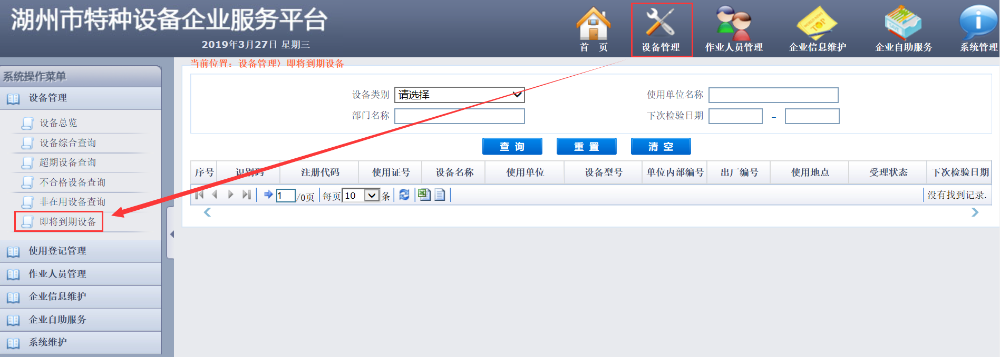 湖州市特种设备企业服务平台
2019年3月27日 星期三
首 页
设备管理
作业人员管理
企业信息维护
企业自助服务
系统管理
系统操作菜单
设备管理
设备总览
设备综合查询
超期设备查询
不合格设备查询
非在用设备查询
即将到期设备
使用登记管理
作业人员管理
企业信息维护
企业自助服务
系统维护
当前位置：设备管理〉即将到期设备
设备类别 请选择 使用单位名称
部门名称 下次检验日期 –
查 询 重 置 清 空
序号 识别码 注册代码 使用证号 设备名称 使用单位 设备型号 单位内部编号 出厂编号 使用地点 受理状态 下次检验日期
1 /0页 每页 10 条 没有找到记录.